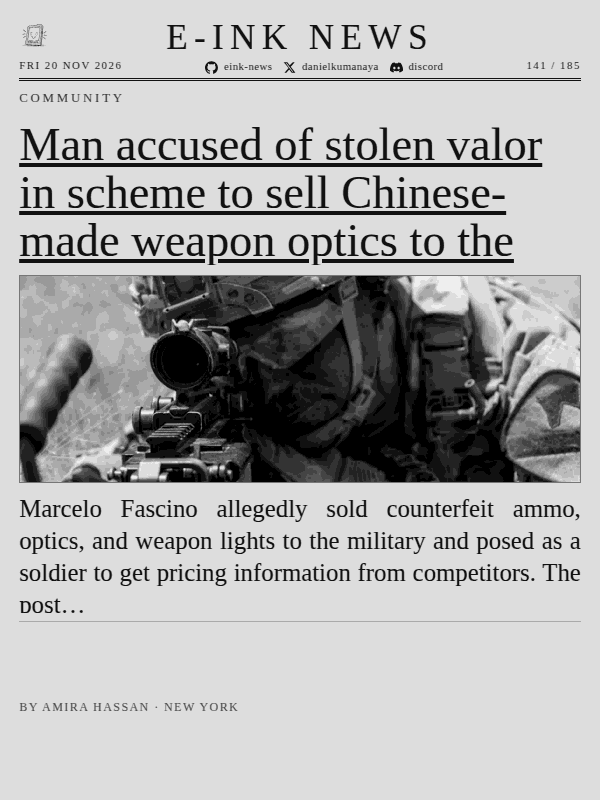 E-INK NEWS
FRI 20 NOV 2026
eink-news danielkumanaya discord
141 / 185
COMMUNITY
Man accused of stolen valor
in scheme to sell Chinese-
made weapon optics to the
Marcelo Fascino allegedly sold counterfeit ammo,
optics, and weapon lights to the military and posed as a
soldier to get pricing information from competitors. The
post…
BY AMIRA HASSAN · NEW YORK